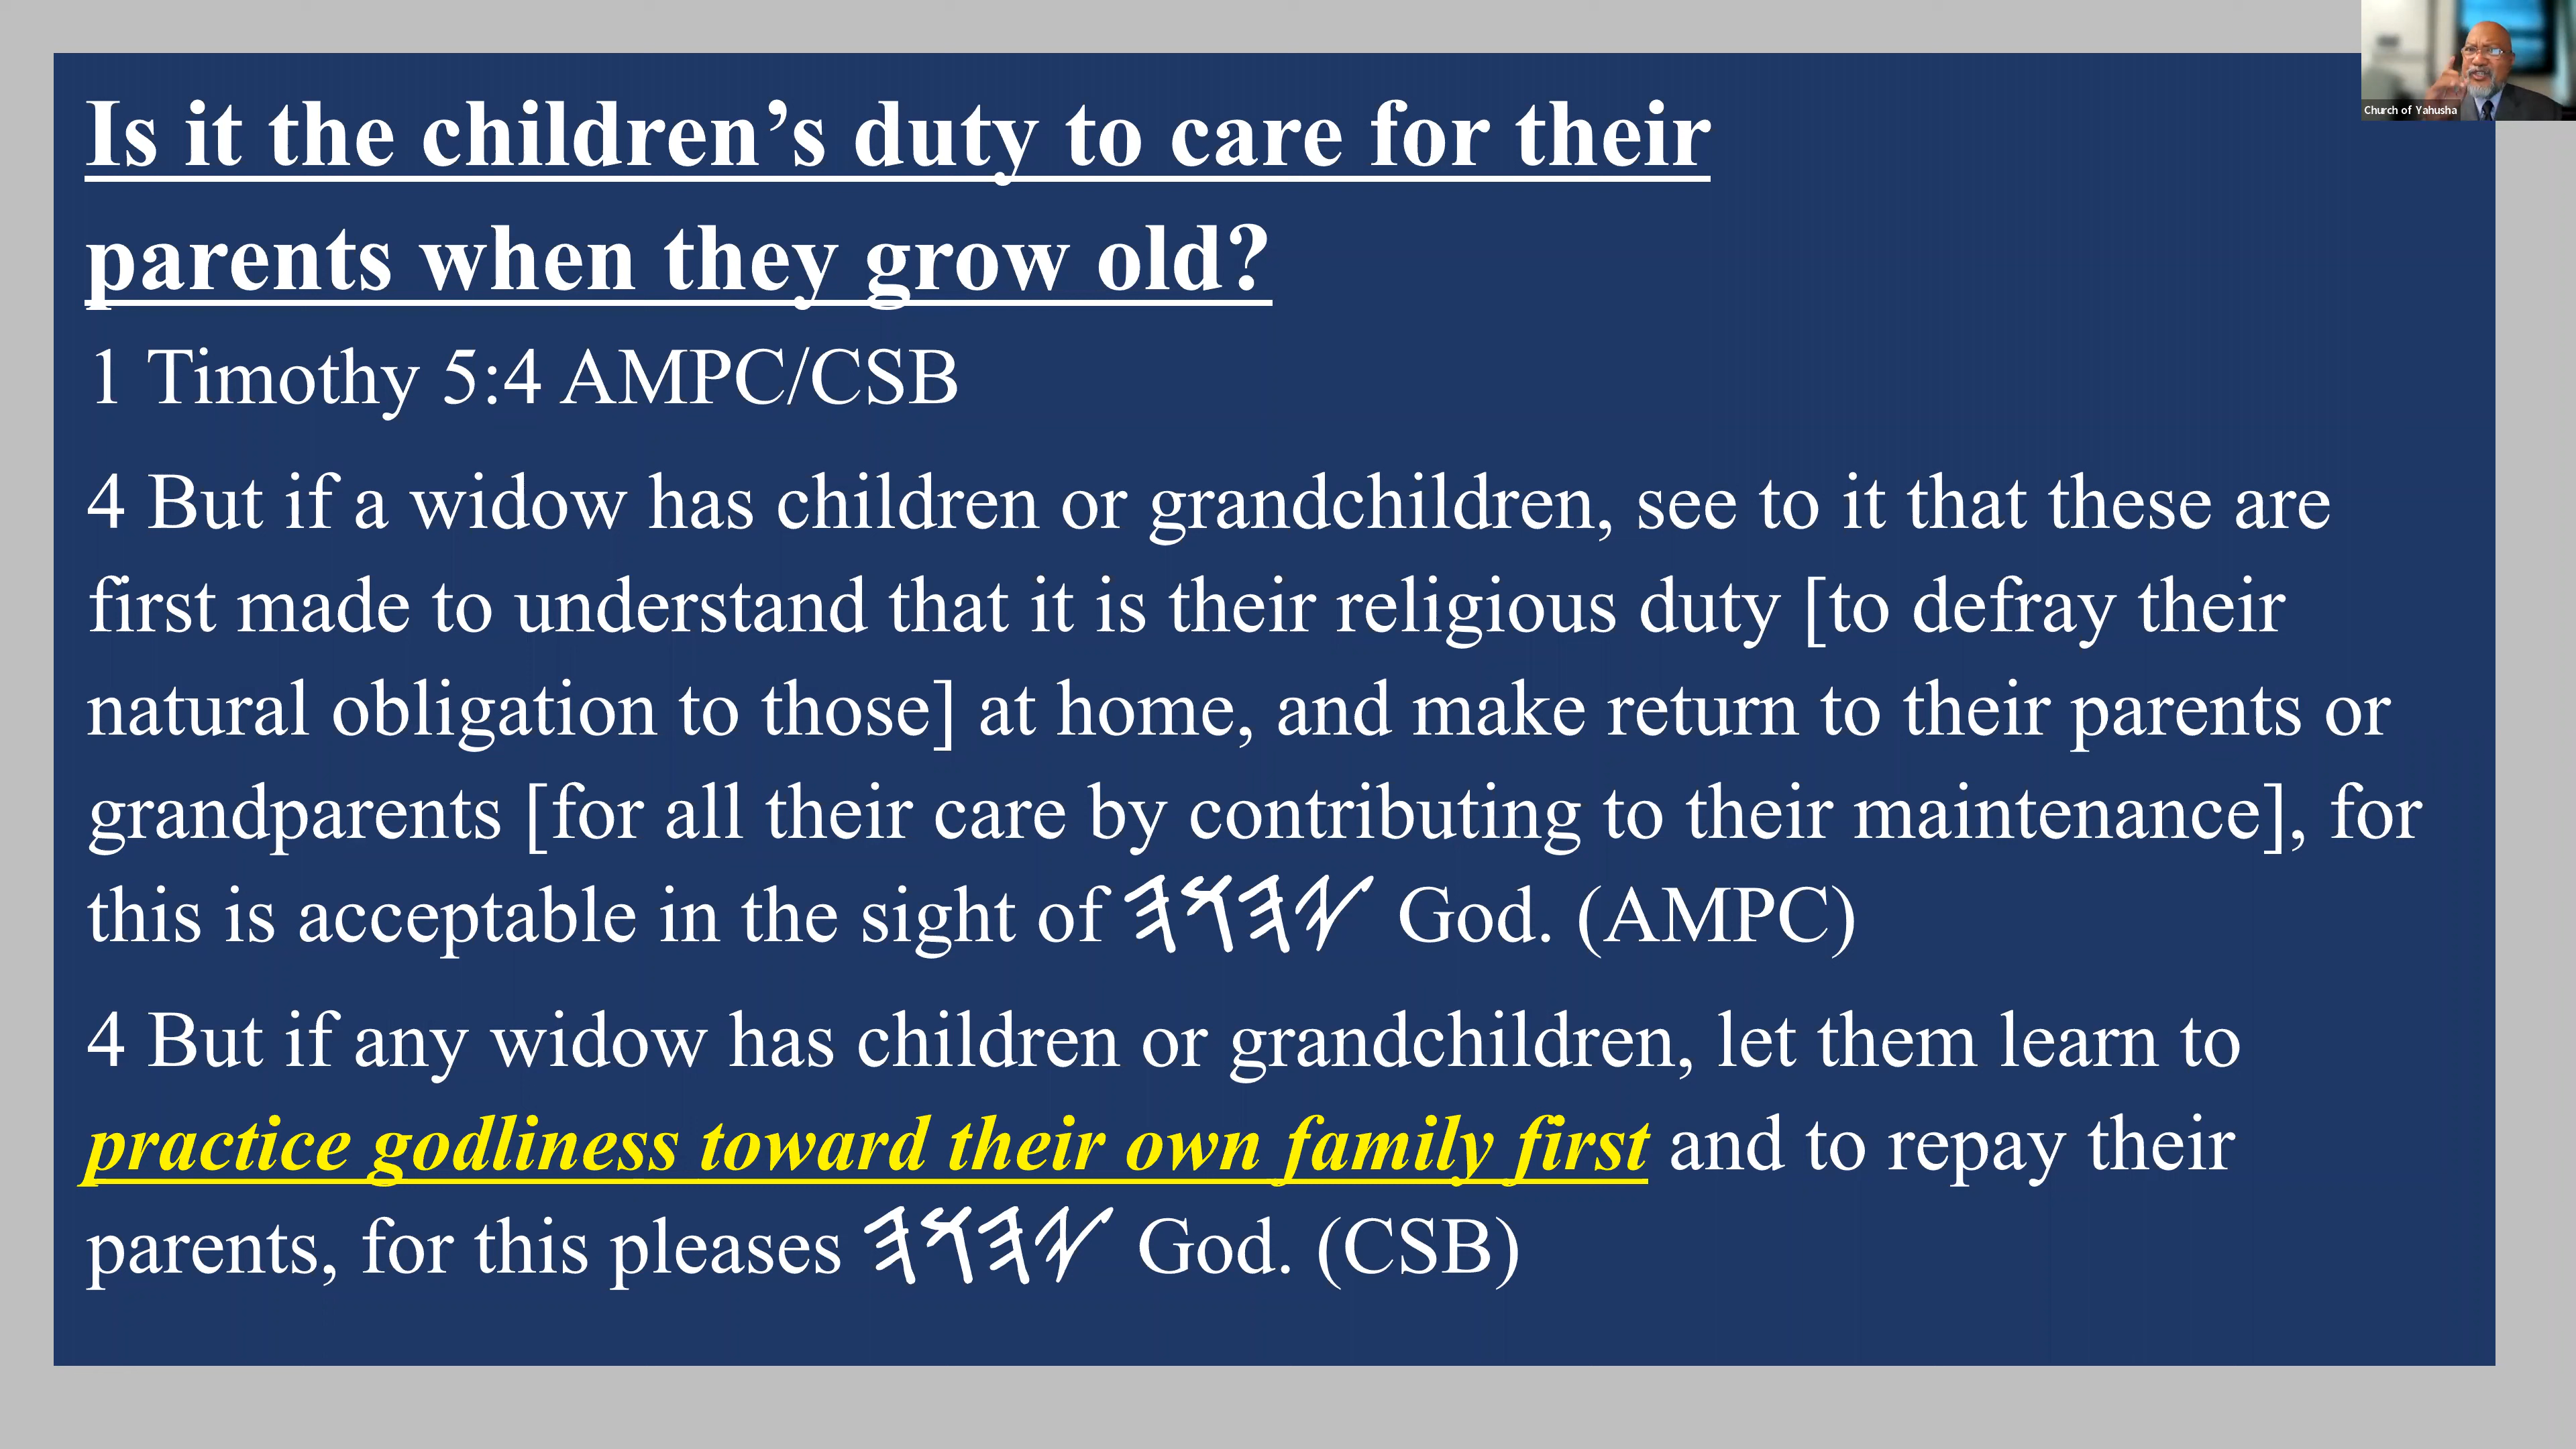 Is it the children’s duty to care for their
parents when they grow old?
1 Timothy 5:4 AMPC/CSB
4 But if a widow has children or grandchildren, see to it that these are
first made to understand that it is their religious duty [to defray their
natural obligation to those] at home, and make return to their parents or
grandparents [for all their care by contributing to their maintenance], for
this is acceptable in the sight of 𐤄𐤅𐤄𐤉 God. (AMPC)
4 But if any widow has children or grandchildren, let them learn to
practice godliness toward their own family first and to repay their
parents, for this pleases 𐤄𐤅𐤄𐤉 God. (CSB)
Church of Yahusha